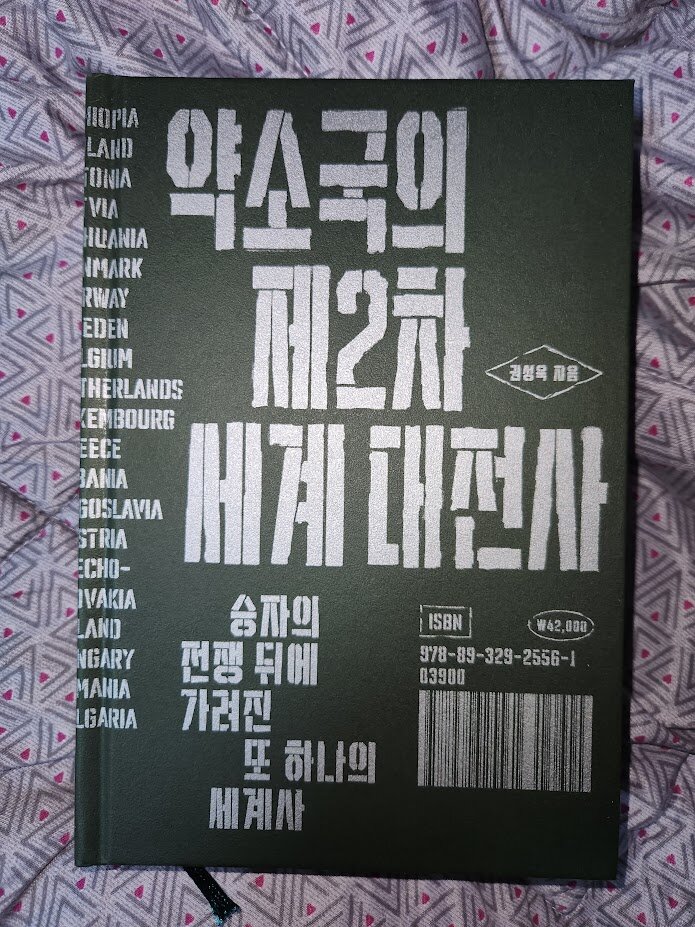 약소국의
제2차
세계 대전사
권성욱 지음
HIOPIA
LAND
TONIA
TVIA
HUANIA
NMARK
RWAY
EDEN
LGIUM
THERLANDS
XEMBOURG
EECE
BANIA
GOSLAVIA
STRIA
ECHO-
OVAKIA
LAND
NGARY
MANIA
LGARIA
승자의
전쟁 뒤에
가려진
또 하나의
세계사
ISBN
₩42,000
978-89-329-2556-1
03900